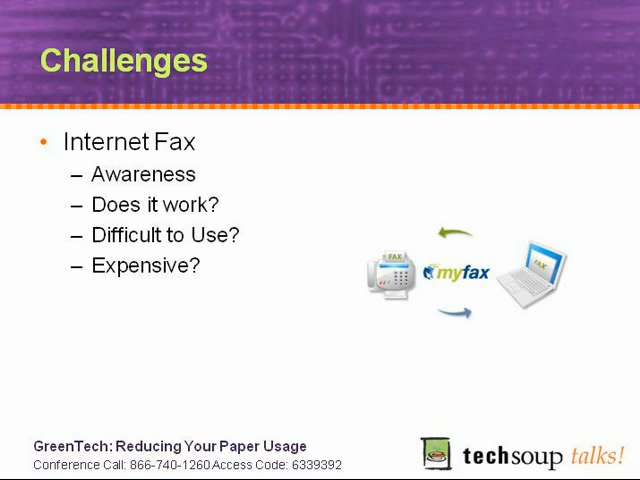 Challenges
• Internet Fax
– Awareness
– Does it work?
– Difficult to Use?
– Expensive?
FAX
myfax
FAX
GreenTech: Reducing Your Paper Usage
Conference Call: 866-740-1260 Access Code: 6339392
techsoup talks!